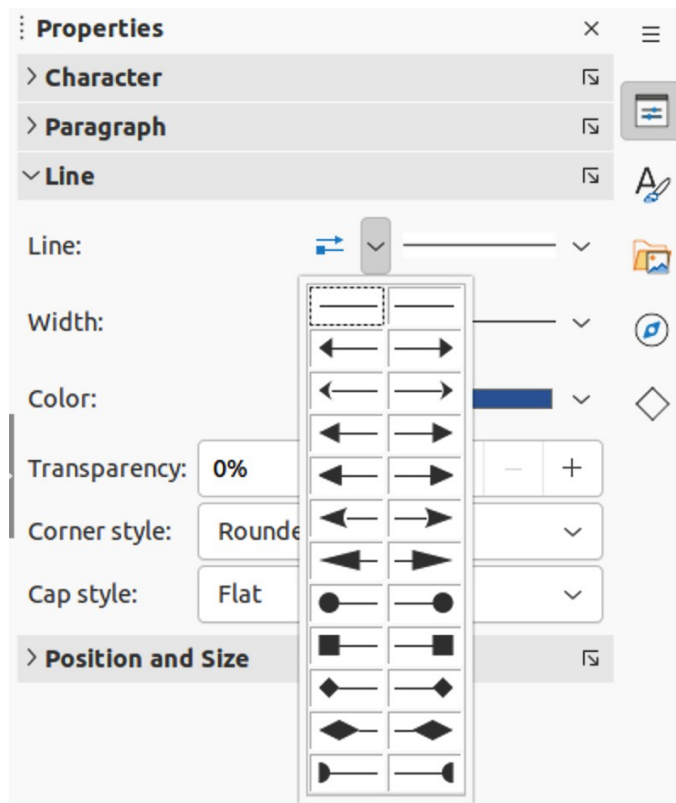 Properties
Character
Paragraph
Line
Line:
Width:
Color:
Transparency: 0%
Corner style: Rounde
Cap style: Flat
Position and Size